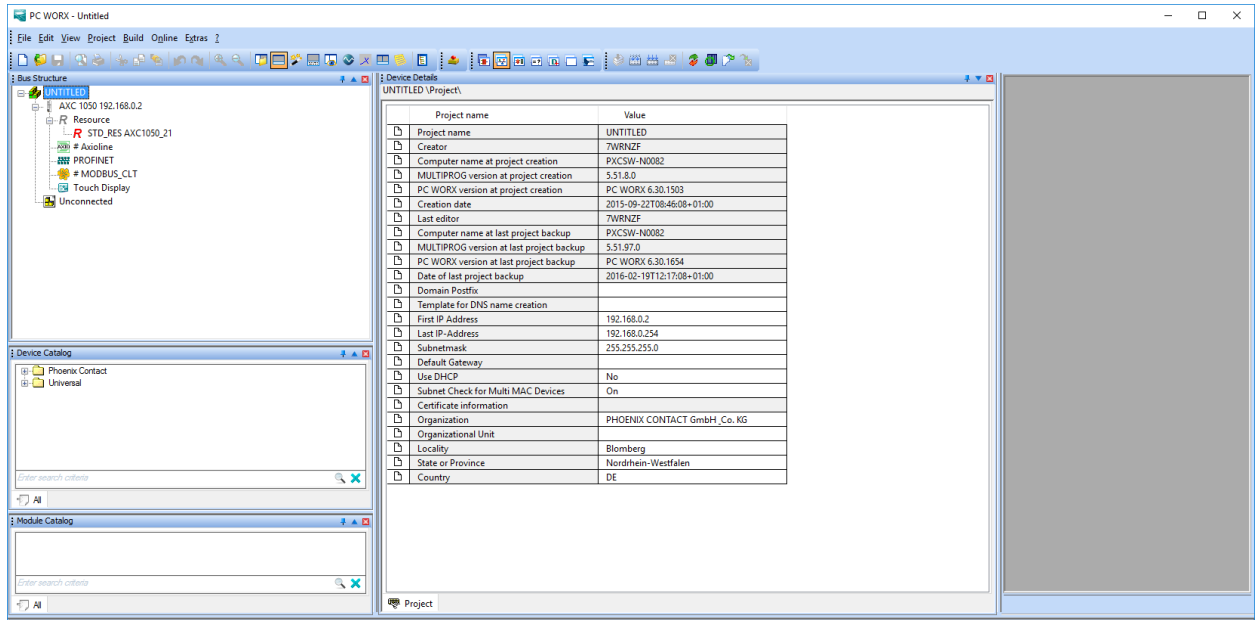 PC WORX - Untitled
File Edit View Project Build Online Extras ?
Bus Structure
UNTITLED
AXC 1050 192.168.0.2
R Resource
R STD_RES AXC1050_21
AXIO # Axioline
PROFINET
# MODBUS_CLT
Touch Display
Unconnected
Device Catalog
Phoenix Contact
Universal
Enter search criteria
All
Module Catalog
Enter search criteria
All
Device Details
UNTITLED \Project\
Project name Value
Project name UNTITLED
Creator 7WRNZF
Computer name at project creation PXCSW-N0082
MULTIPROG version at project creation 5.51.8.0
PC WORX version at project creation PC WORX 6.30.1503
Creation date 2015-09-22T08:46:08+01:00
Last editor 7WRNZF
Computer name at last project backup PXCSW-N0082
MULTIPROG version at last project backup 5.51.97.0
PC WORX version at last project backup PC WORX 6.30.1654
Date of last project backup 2016-02-19T12:17:08+01:00
Domain Postfix
Template for DNS name creation
First IP Address 192.168.0.2
Last IP-Address 192.168.0.254
Subnetmask 255.255.255.0
Default Gateway
Use DHCP No
Subnet Check for Multi MAC Devices On
Certificate information
Organization PHOENIX CONTACT GmbH_Co. KG
Organizational Unit
Locality Blomberg
State or Province Nordrhein-Westfalen
Country DE
Project